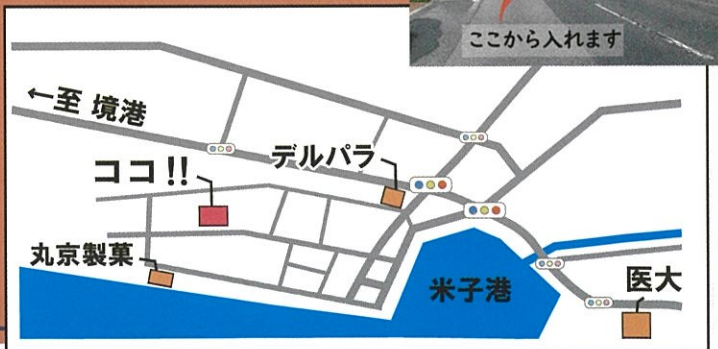 ここから入れます
←至 境港
デルパラ
ココ!!
丸京製菓
米子港
医大